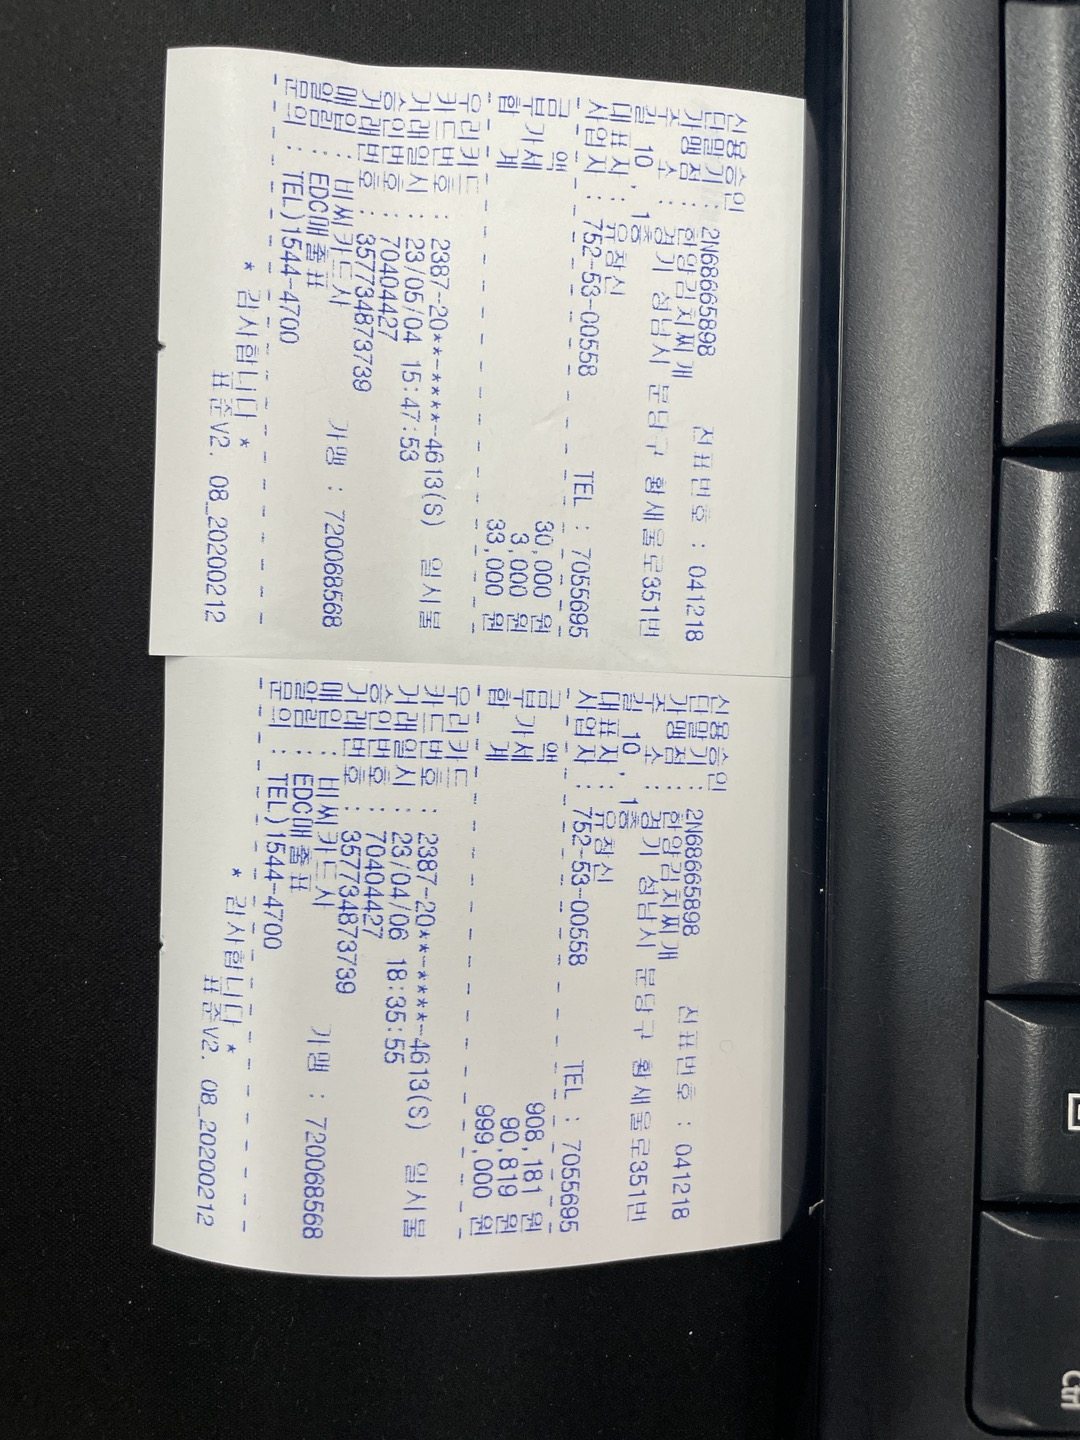 신용승인
단말기 : 2N68665898 전표번호 : 041218
가맹점 : 한양김치찌개
주 소 : 경기 성남시 분당구 황새울로351번
길 10, 1층
대표자 : 유창신
사업자 : 752-53-00558 TEL : 7055695
금 액 30,000 원
부가세 3,000 원
합 계 33,000 원
우리카드
카드번호 : 2387-20**-****-4613(S) 일시불
거래일시 : 23/05/04 15:47:53
승인번호 : 70404427
거래번호 : 357734873739
매입 : 비씨카드사 가맹 : 720068568
알림 : EDC매출표
문의 : TEL)1544-4700
* 감사합니다 *
표준V2. 08_20200212
신용승인
단말기 : 2N68665898 전표번호 : 041218
가맹점 : 한양김치찌개
주 소 : 경기 성남시 분당구 황새울로351번
길 10, 1층
대표자 : 유창신
사업자 : 752-53-00558 TEL : 7055695
금 액 908,181 원
부가세 90,819 원
합 계 999,000 원
우리카드
카드번호 : 2387-20**-****-4613(S) 일시불
거래일시 : 23/04/06 18:35:55
승인번호 : 70404427
거래번호 : 357734873739
매입 : 비씨카드사 가맹 : 720068568
알림 : EDC매출표
문의 : TEL)1544-4700
* 감사합니다 *
표준V2. 08_20200212
Ctrl